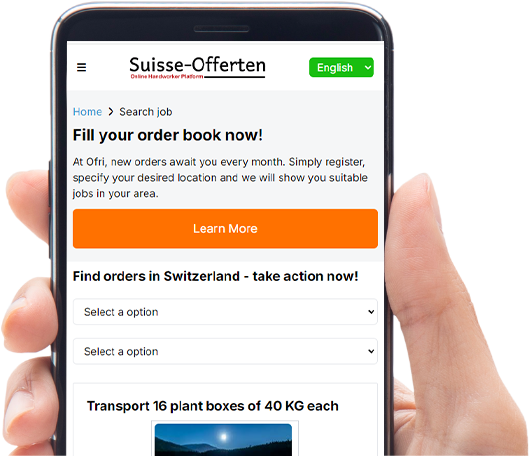 Suisse-Offerten
Online Handworker Platform
English
Home > Search job
Fill your order book now!
At Ofri, new orders await you every month. Simply register,
specify your desired location and we will show you suitable
jobs in your area.
Learn More
Find orders in Switzerland - take action now!
Select a option
Select a option
Transport 16 plant boxes of 40 KG each